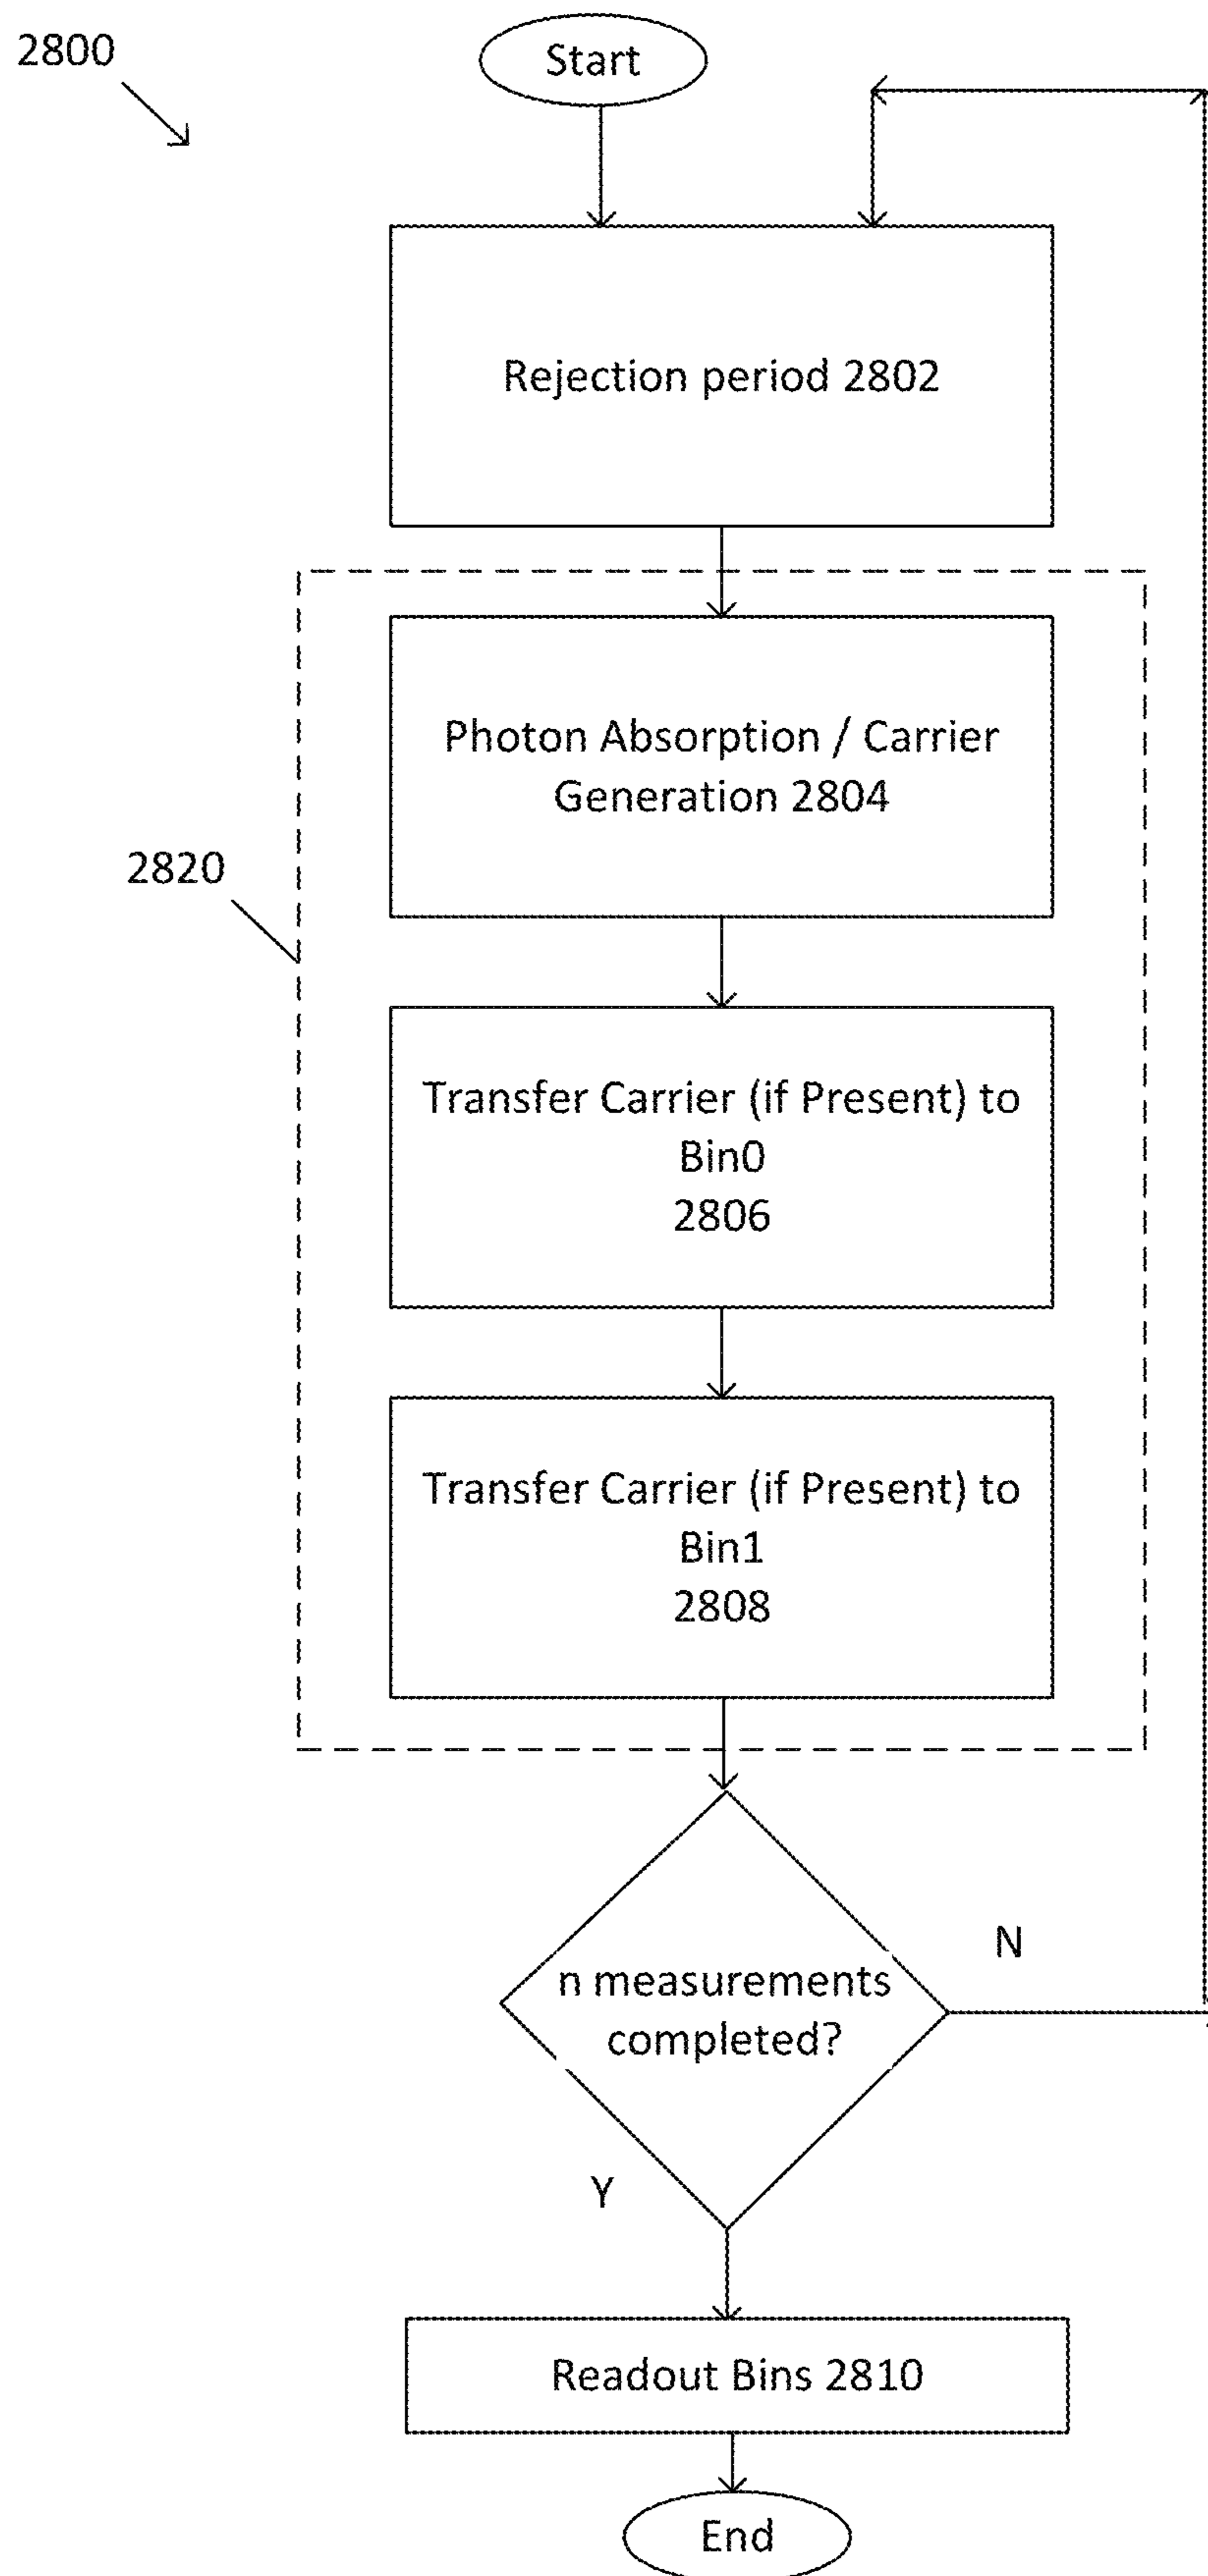 2800
Start
Rejection period 2802
Photon Absorption / Carrier
Generation 2804
2820
Transfer Carrier (if Present) to
Bin0
2806
Transfer Carrier (if Present) to
Bin1
2808
N
n measurements
completed?
Y
Readout Bins 2810
End